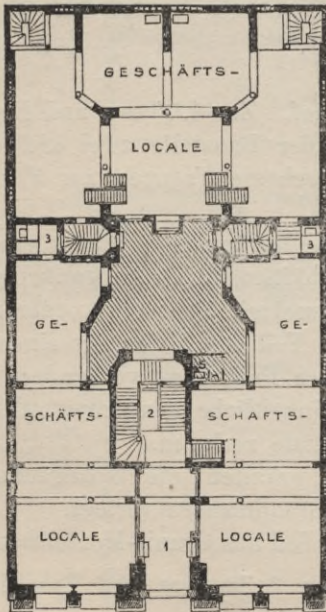 GESCHÄFTS-
LOCALE
3
3
GE-
GE-
SCHÄFTS-
2
SCHAFTS-
LOCALE
1
LOCALE